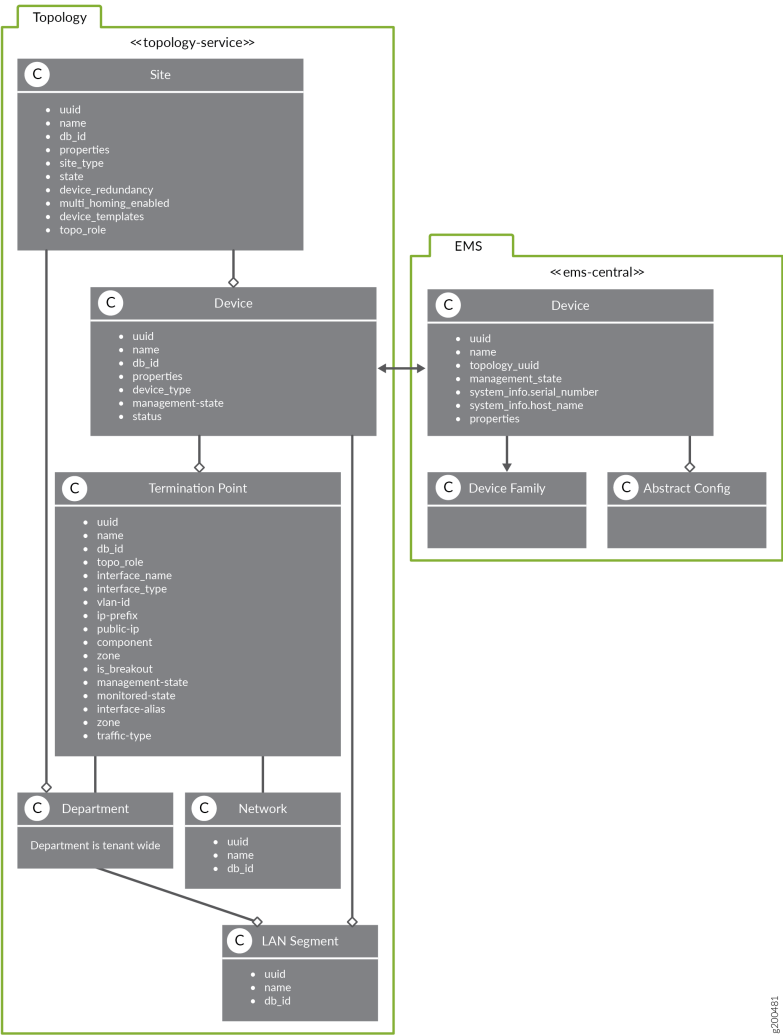 Topology
<<topology-service>>
C
Site
uuid
name
db_id
properties
site_type
state
device_redundancy
multi_homing_enabled
device_templates
topo_role
C
Device
uuid
name
db_id
properties
device_type
management-state
status
C
Termination Point
uuid
name
db_id
topo_role
interface_name
interface_type
vlan-id
ip-prefix
public-ip
component
zone
is_breakout
management-state
monitored-state
interface-alias
zone
traffic-type
C
Department
Department is tenant wide
C
Network
uuid
name
db_id
C
LAN Segment
uuid
name
db_id
EMS
<<ems-central>>
C
Device
uuid
name
topology_uuid
management_state
system_info.serial_number
system_info.host_name
properties
C
Device Family
C
Abstract Config
g200481